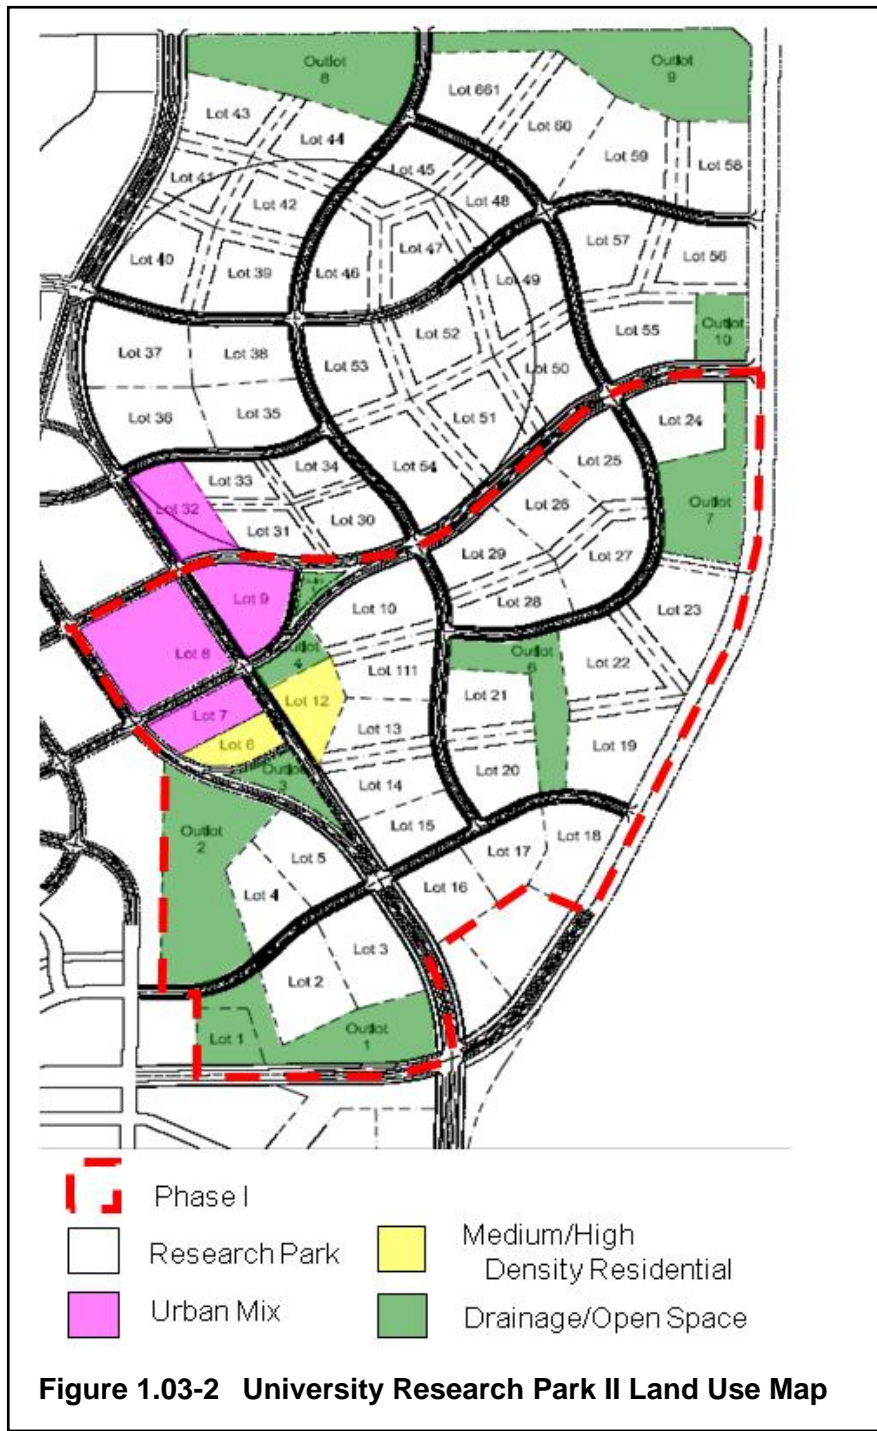 Outlot
8
Outlot
9
Lot 661
Lot 43
Lot 60
Lot 44
Lot 59
Lot 58
Lot 45
Lot 41
Lot 48
Lot 42
Lot 57
Lot 47
Lot 56
Lot 40
Lot 39
Lot 46
Lot 49
Outlot
10
Lot 55
Lot 52
Lot 37
Lot 38
Lot 53
Lot 50
Lot 36
Lot 35
Lot 51
Lot 24
Lot 54
Lot 25
Lot 34
Lot 33
Lot 32
Lot 26
Outlot
7
Lot 30
Lot 31
Lot 29
Lot 27
Lot 9
Lot 10
Lot 28
Lot 23
Lot 8
Outlot
4
Outlot
6
Lot 22
Lot 111
Lot 12
Lot 21
Lot 7
Lot 13
Lot 6
Lot 19
Outlot
3
Lot 20
Lot 14
Outlot
2
Lot 15
Lot 18
Lot 5
Lot 17
Lot 4
Lot 16
Lot 3
Lot 2
Outlot
1
Lot 1
Phase I
Research Park
Medium/High
Density Residential
Urban Mix
Drainage/Open Space
Figure 1.03-2 University Research Park II Land Use Map